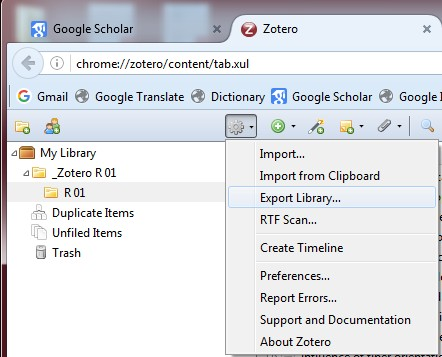 Google Scholar
Zotero
chrome://zotero/content/tab.xul
Gmail Google Translate Dictionary Google Scholar Google
My Library
_Zotero R 01
R 01
Duplicate Items
Unfiled Items
Trash
Import...
Import from Clipboard
Export Library...
RTF Scan...
Create Timeline
Preferences...
Report Errors...
Support and Documentation
About Zotero